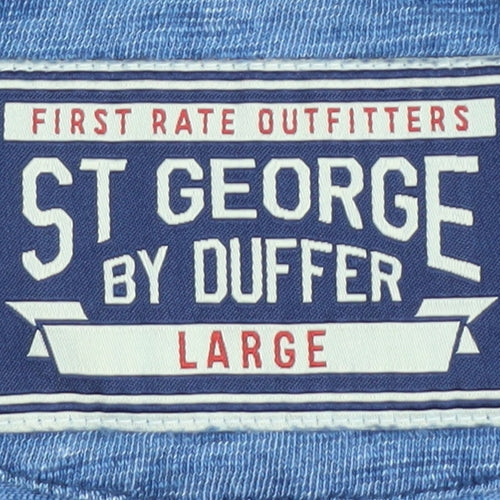 FIRST RATE OUTFITTERS
ST GEORGE
BY DUFFER
LARGE